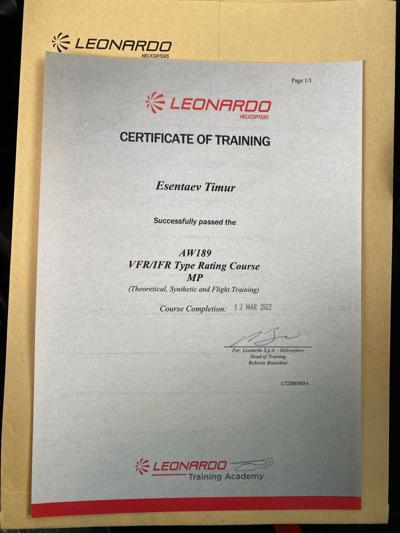 LEONARDO
HELICOPTERS
Page 1/1
LEONARDO
HELICOPTERS
CERTIFICATE OF TRAINING
Esentaev Timur
Successfully passed the
AW189
VFR/IFR Type Rating Course
MP
(Theoretical, Synthetic and Flight Training)
Course Completion: 12 MAR 2022
For. Leonardo S.p.A. - Helicopters
Head of Training
Roberto Bianchini
LEONARDO
Training Academy